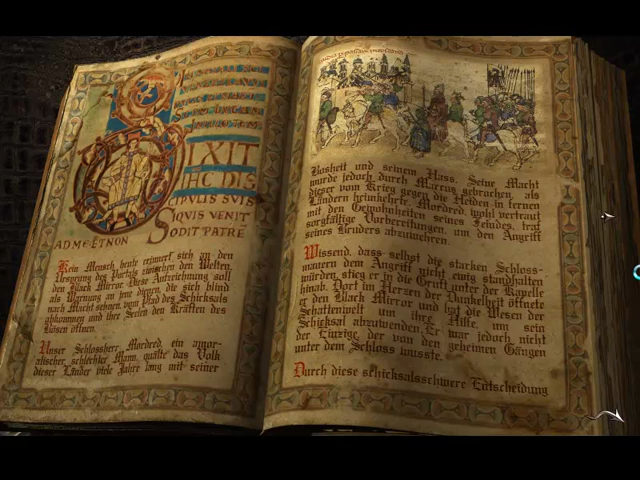 DIXIT
IHC DIS
CIPULIS SUIS
SIQUIS VENIT
ADME ETNON
SODIT PATRĒ
Kein Mensch heute erinnert sich an den
Ursprung des Portals zwischen den Welten,
den Black Mirror. Diese Aufzeichnung soll
als Warnung an jene dienen, die sich blind
nach Macht sehnen, vom Pfad des Schicksals
abkommen und ihre Seelen den Kräften des
Bösen öffnen.
Unser Schlossherr, Mordred, ein amor-
alischer, schlechter Mann, quälte das Volk
dieser Länder viele Jahre lang mit seiner
Bosheit und seinem Hass. Seine Macht
wurde jedoch durch Marcus gebrochen, als
dieser vom Krieg gegen die Heiden in fernen
Ländern heimkehrte. Mordred, wohl vertraut
mit den Gewohnheiten seines Feindes, traf
sorgfältige Vorbereitungen, um den Angriff
seines Bruders abzuwehren.
Wissend, dass selbst die starken Schloss-
mauern dem Angriff nicht ewig standhalten
würden, stieg er in die Gruft unter der Kapelle
hinab. Dort im Herzen der Dunkelheit öffnete
er den Black Mirror und bat die Wesen der
Schattenwelt um ihre Hilfe, um sein
Schicksal abzuwenden. Er war jedoch nicht
der Einzige, der von den geheimen Gängen
unter dem Schloss wusste.
Durch diese schicksalsschwere Entscheidung